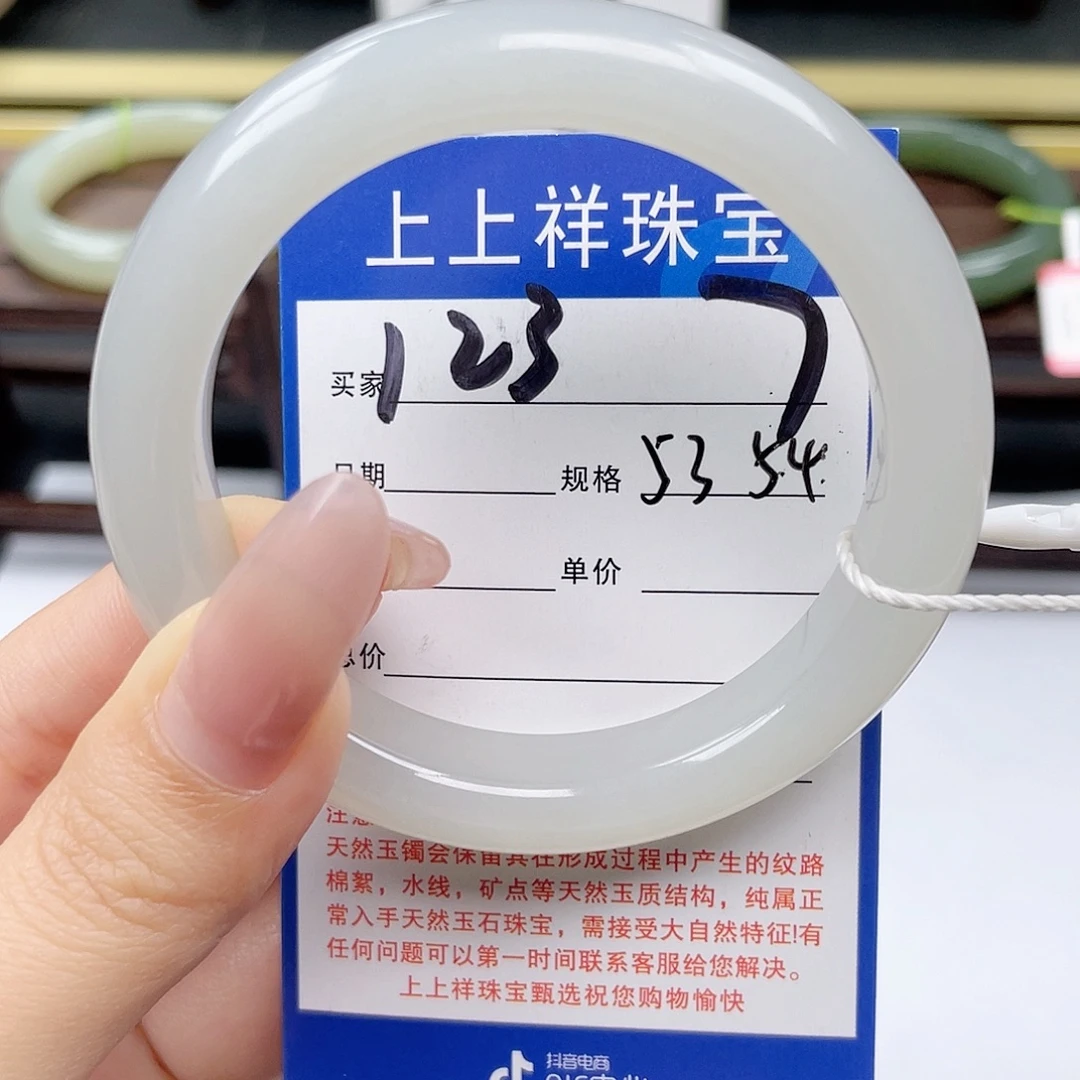 上上祥珠宝
买家 123 7
日期 规格 53 54
单价
总价
注意
天然玉镯会保留其在形成过程中产生的纹路
棉絮，水线，矿点等天然玉质结构，纯属正
常入手天然玉石珠宝，需接受大自然特征!有
任何问题可以第一时间联系客服给您解决。
上上祥珠宝甄选祝您购物愉快
抖音电商